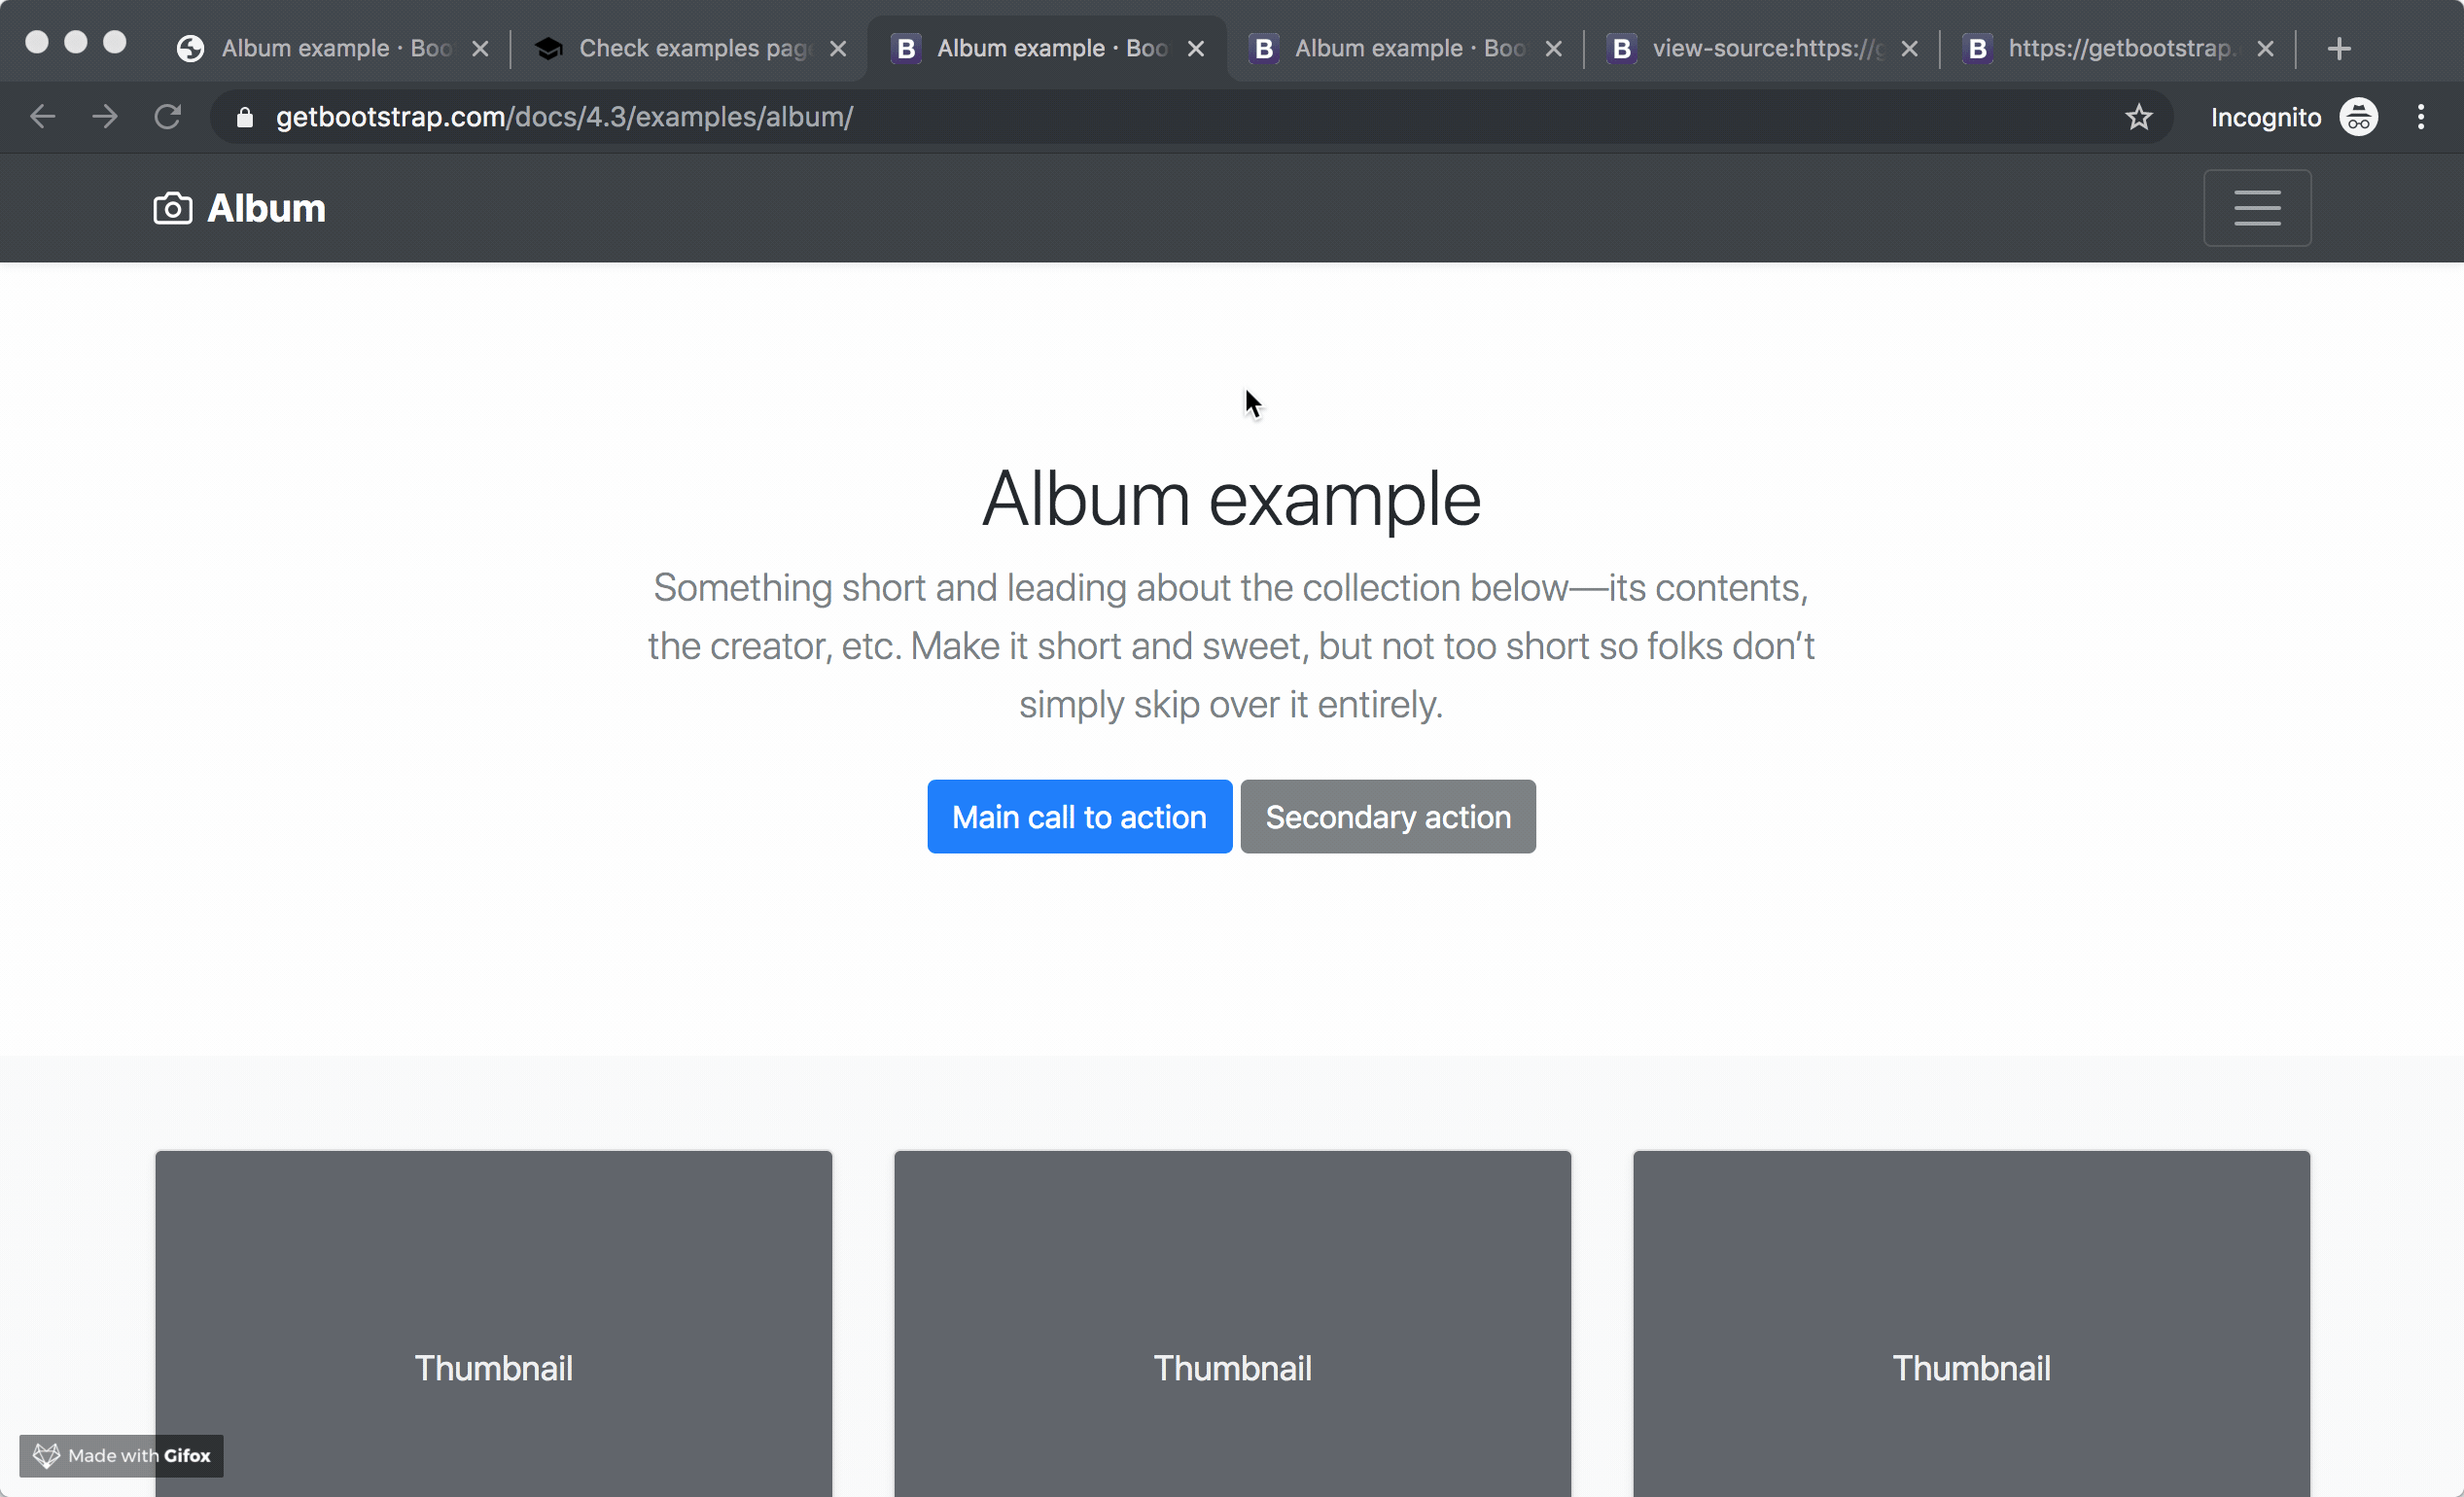 Album example · Boo
Check examples pag
B Album example · Boo
B Album example · Boo
B view-source:https://g
B https://getbootstrap.
getbootstrap.com/docs/4.3/examples/album/
Incognito
Album
Album example
Something short and leading about the collection below—its contents,
the creator, etc. Make it short and sweet, but not too short so folks don’t
simply skip over it entirely.
Main call to action
Secondary action
Thumbnail
Thumbnail
Thumbnail
Made with Gifox